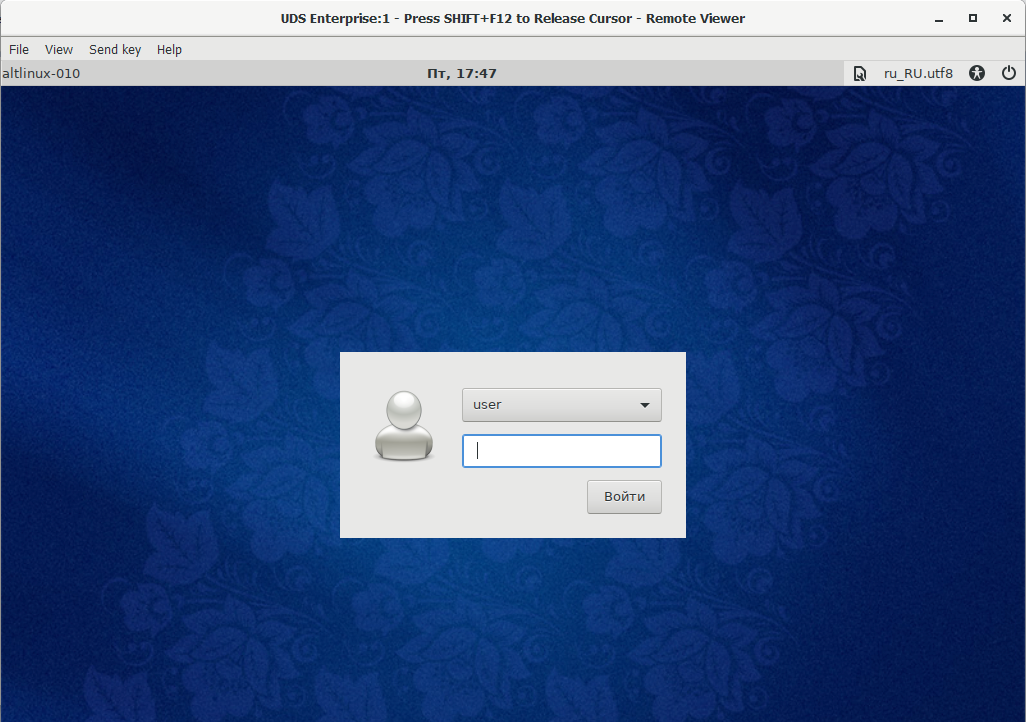 UDS Enterprise:1 - Press SHIFT+F12 to Release Cursor - Remote Viewer
File View Send key Help
altlinux-010 Пт, 17:47 ru_RU.utf8
user
Войти